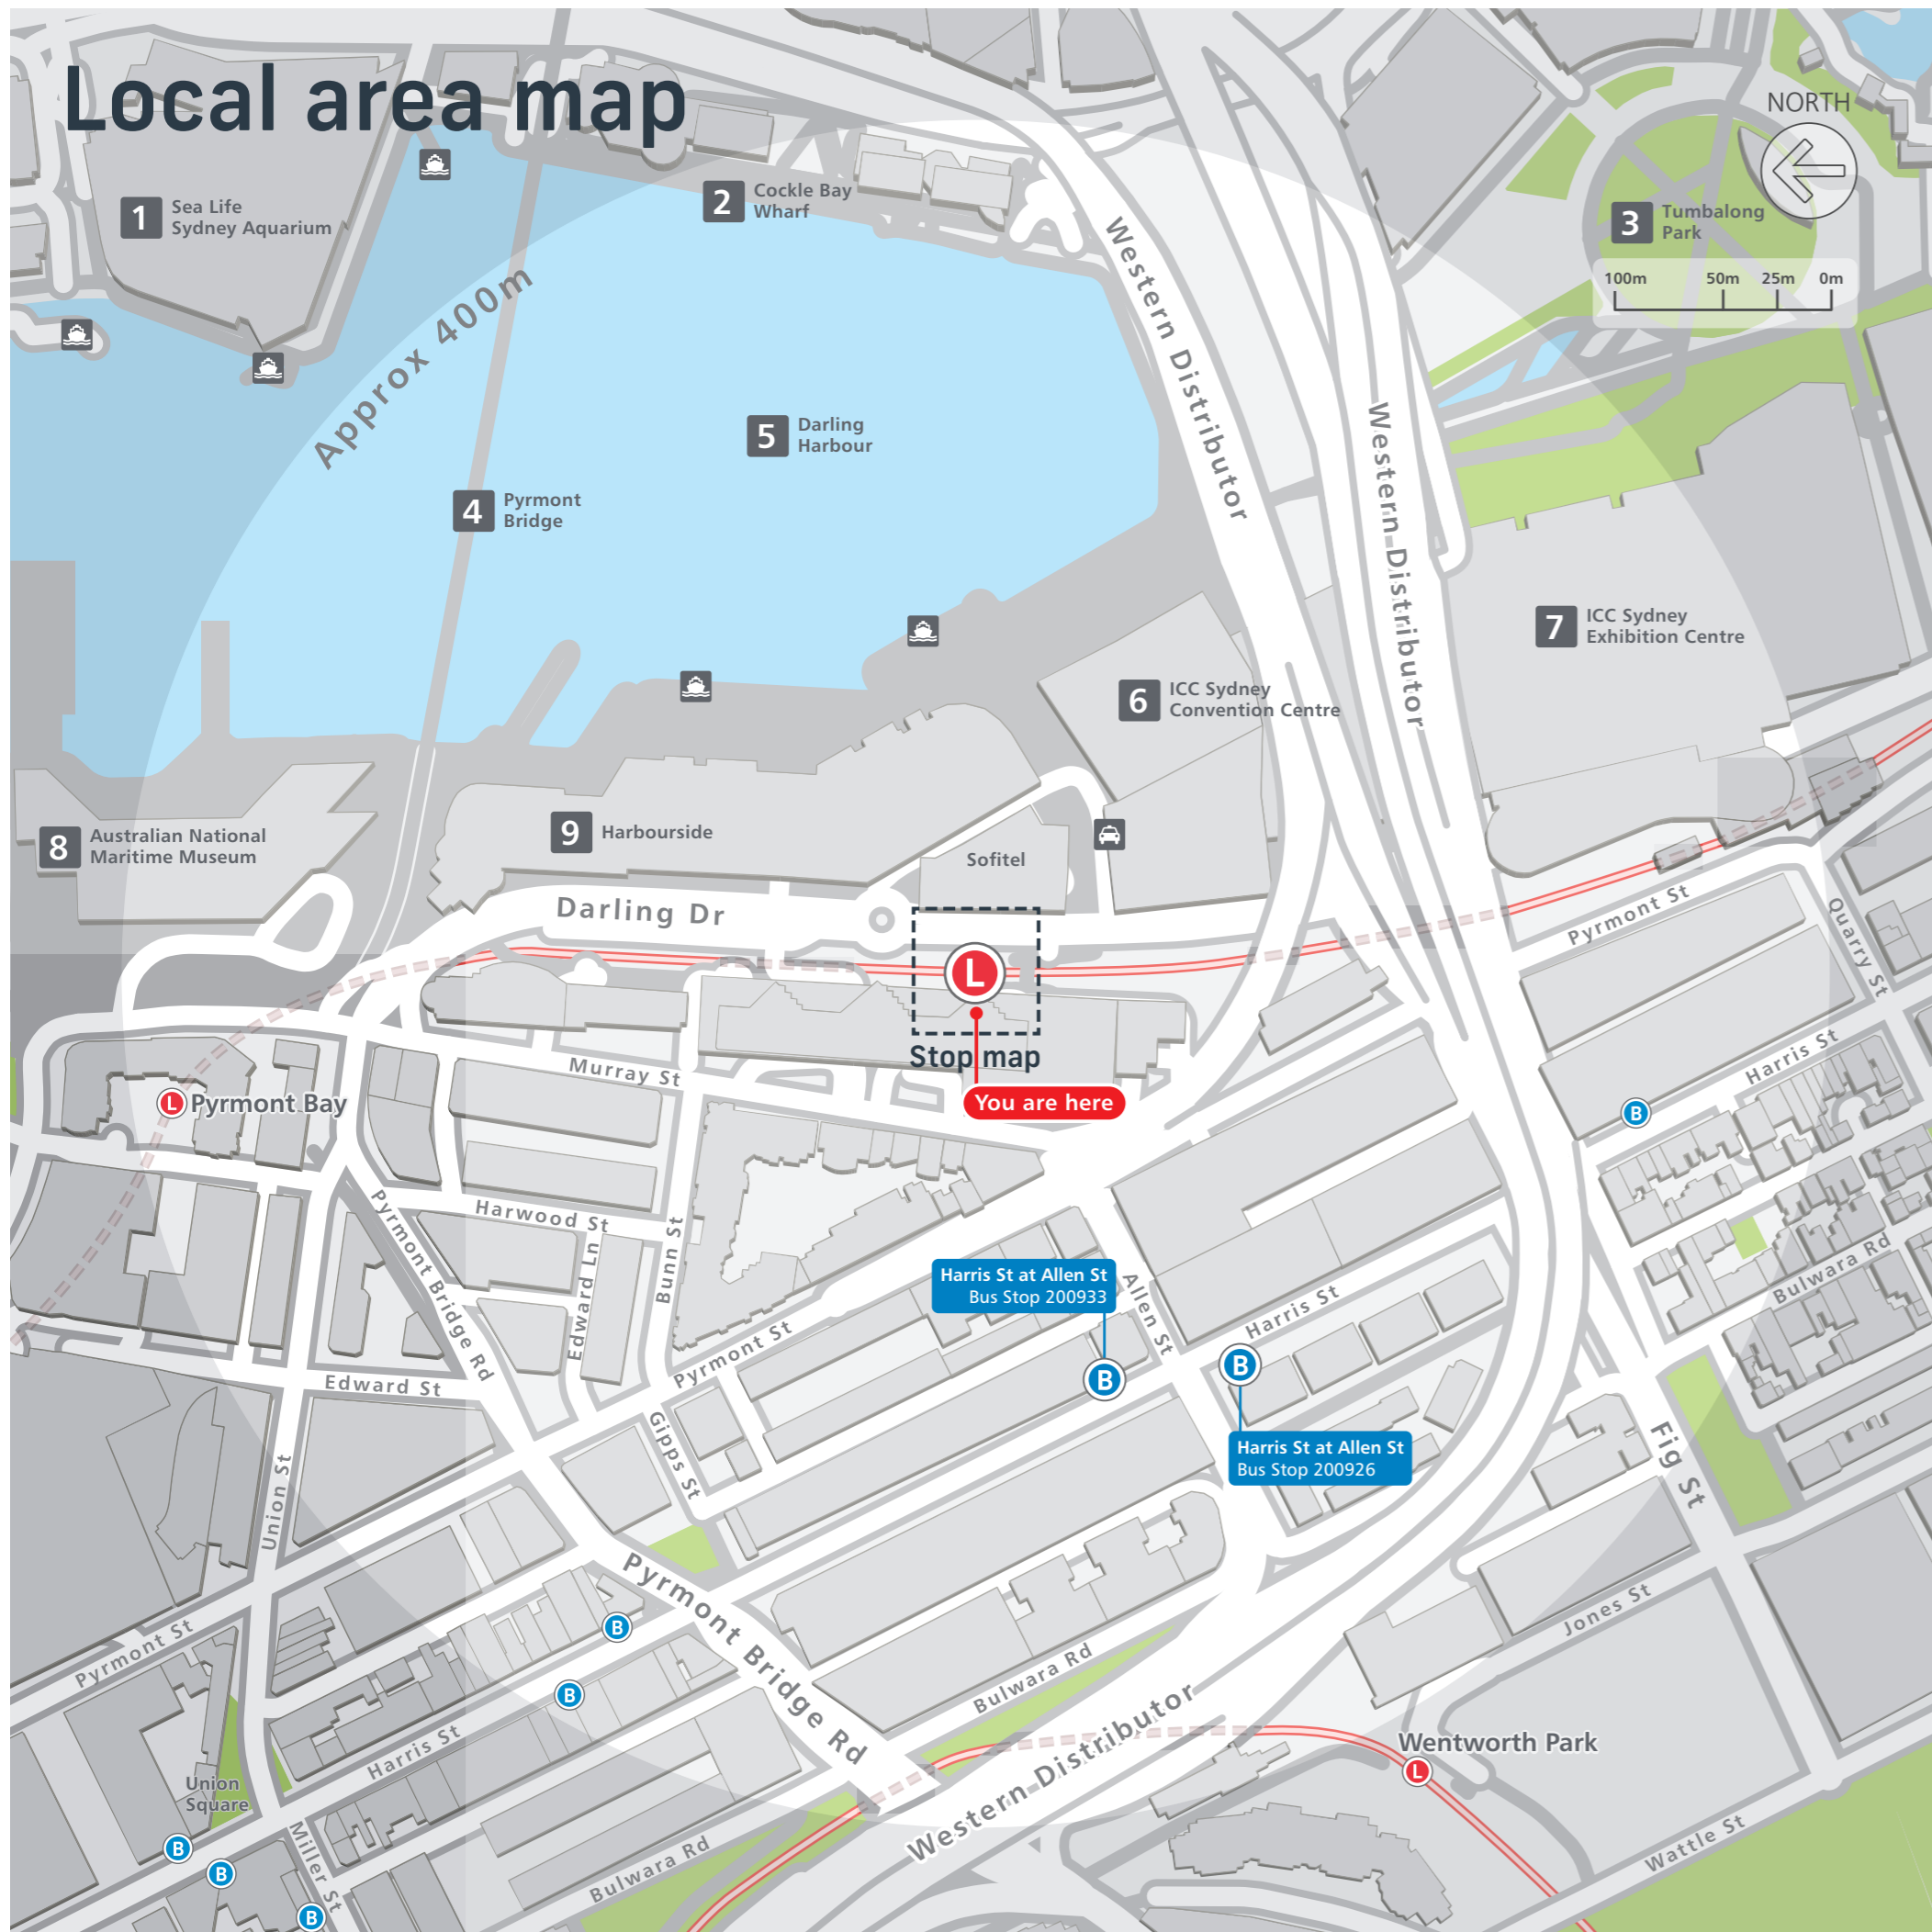 Local area map
NORTH
1
Sea Life
Sydney Aquarium
2
Cockle Bay
Wharf
3
Tumbalong
Park
100m 50m 25m 0m
Approx 400m
Western Distributor
Western Distributor
4
Pyrmont
Bridge
5
Darling
Harbour
6
ICC Sydney
Convention Centre
7
ICC Sydney
Exhibition Centre
8
Australian National
Maritime Museum
9
Harbourside
Sofitel
Darling Dr
Pyrmont St
Quarry St
L
Stop map
You are here
Murray St
L
Pyrmont Bay
Harris St
B
Harwood St
Pyrmont Bridge Rd
Edward Ln
Bunn St
Harris St at Allen St
Bus Stop 200933
B
Allen St
Harris St
B
Harris St at Allen St
Bus Stop 200926
Bulwara Rd
Pyrmont St
Edward St
Gipps St
Union St
Fig St
Pyrmont Bridge Rd
Jones St
Pyrmont St
B
B
Harris St
Bulwara Rd
Western Distributor
Wentworth Park
L
Union
Square
B
B
B
Miller St
Bulwara Rd
Wattle St